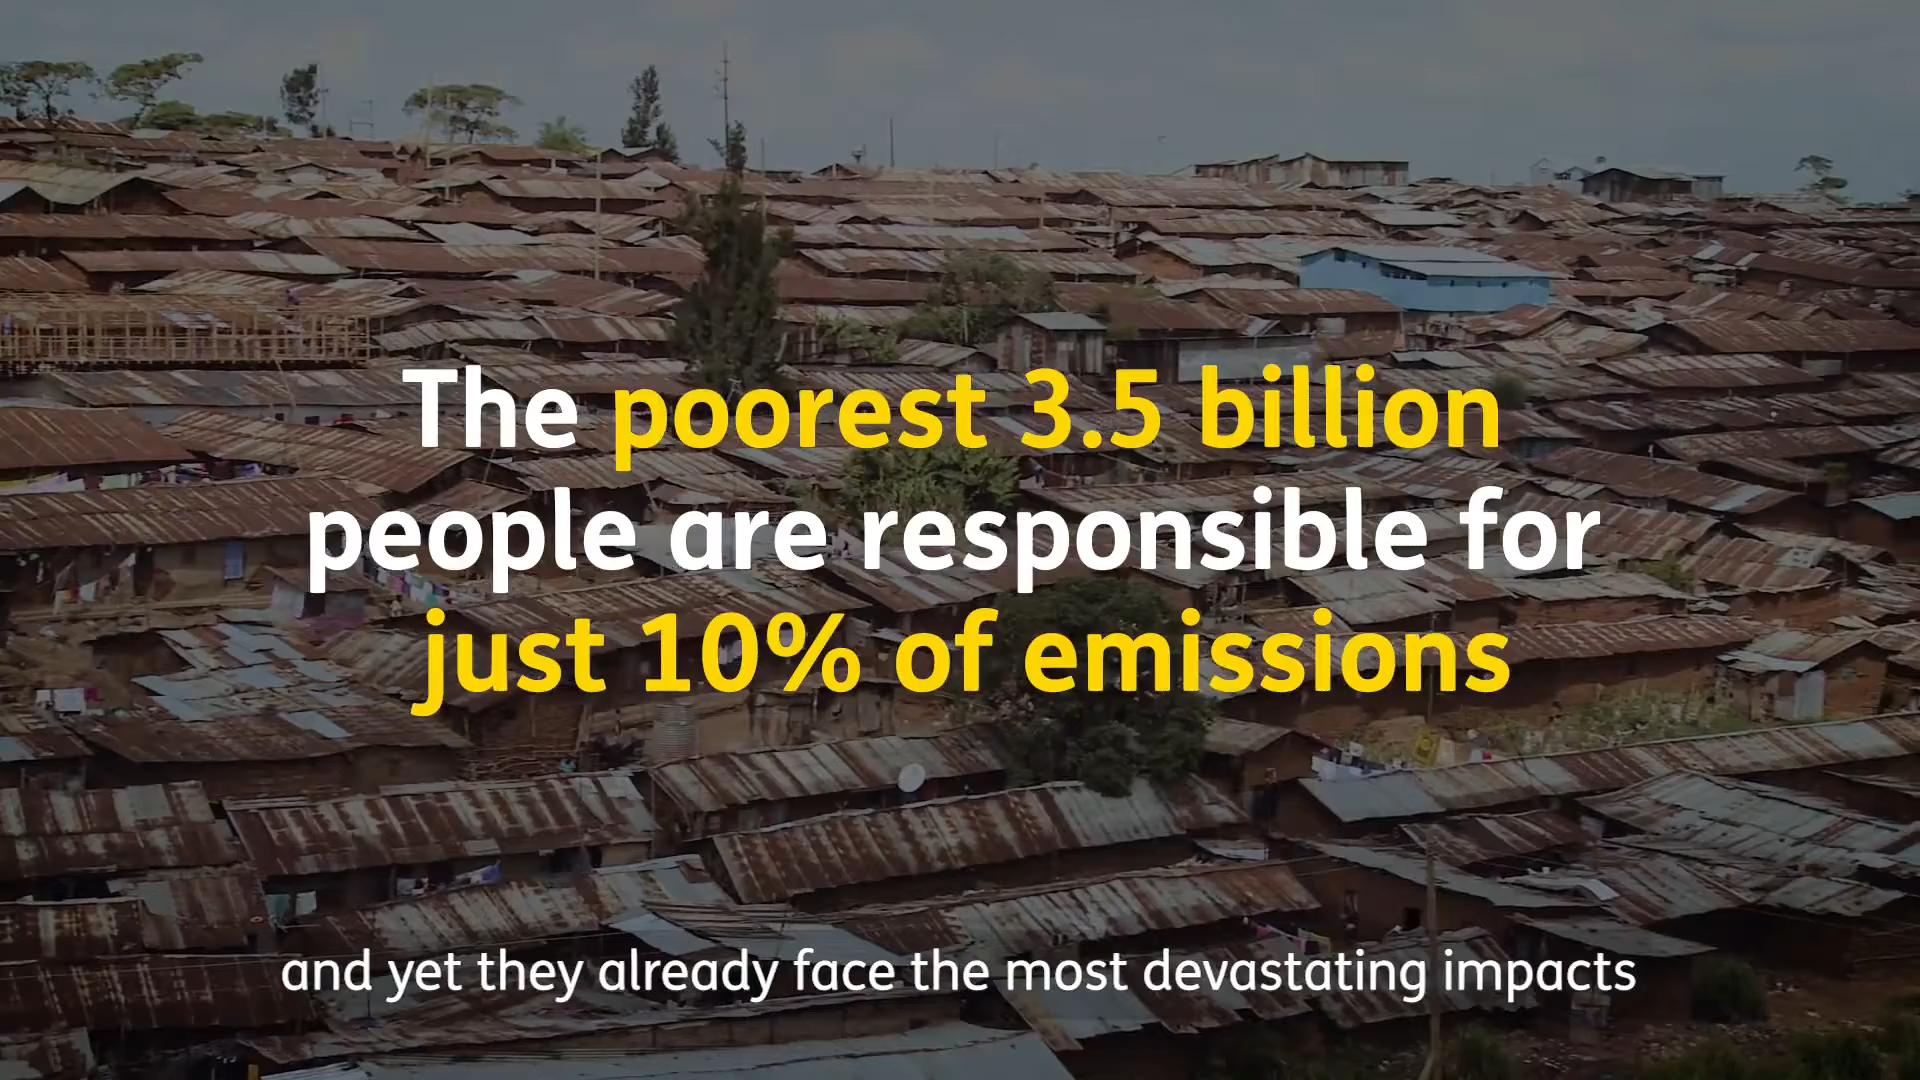 The poorest 3.5 billion
people are responsible for
just 10% of emissions
and yet they already face the most devastating impacts